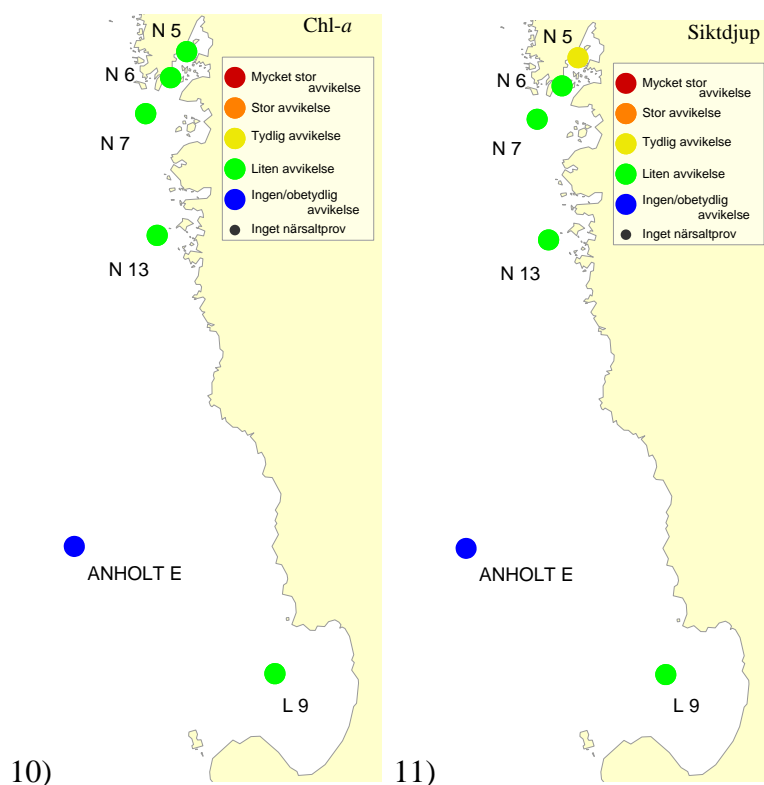 Chl-a
N 5
N 6
N 7
N 13
Mycket stor
avvikelse
Stor avvikelse
Tydlig avvikelse
Liten avvikelse
Ingen/obetydlig
avvikelse
Inget närsaltprov
ANHOLT E
L 9
10)
Siktdjup
N 5
N 6
N 7
N 13
Mycket stor
avvikelse
Stor avvikelse
Tydlig avvikelse
Liten avvikelse
Ingen/obetydlig
avvikelse
Inget närsaltprov
ANHOLT E
L 9
11)